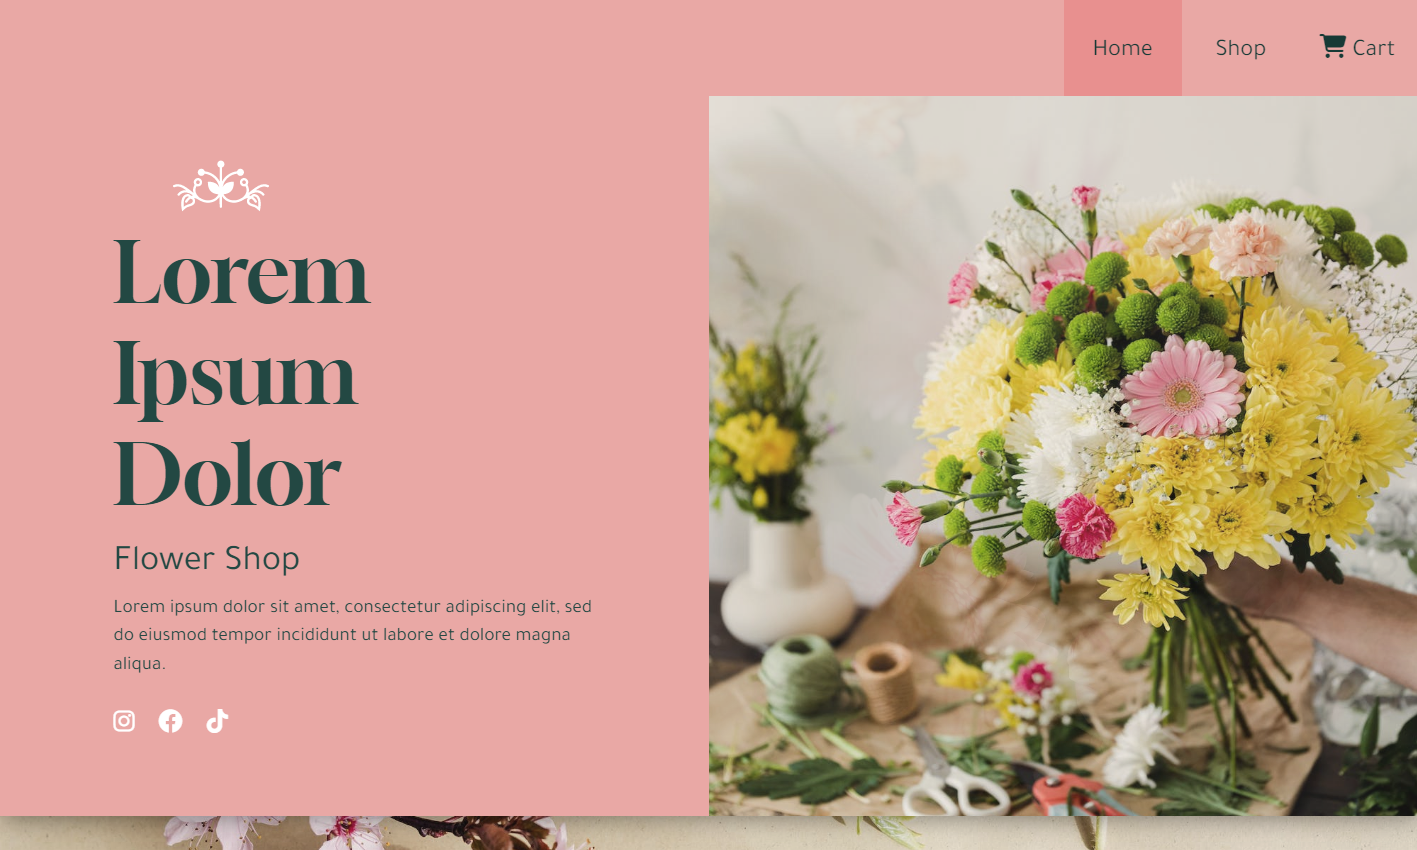 Home Shop Cart
Lorem
Ipsum
Dolor
Flower Shop
Lorem ipsum dolor sit amet, consectetur adipiscing elit, sed
do eiusmod tempor incididunt ut labore et dolore magna
aliqua.